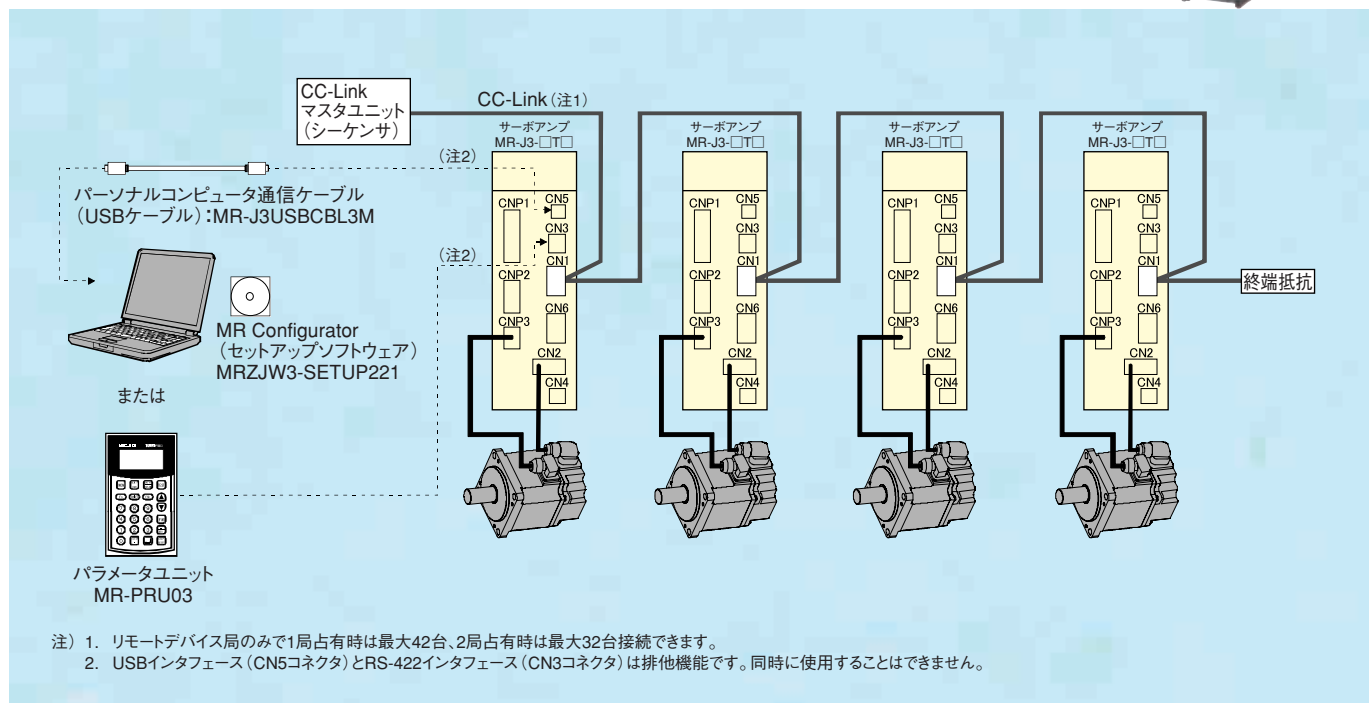 CC-Link
マスタユニット
（シーケンサ）
CC-Link（注1）
サーボアンプ
MR-J3-□T□
サーボアンプ
MR-J3-□T□
サーボアンプ
MR-J3-□T□
サーボアンプ
MR-J3-□T□
（注2）
パーソナルコンピュータ通信ケーブル
（USBケーブル）：MR-J3USBCBL3M
（注2）
MR Configurator
（セットアップソフトウェア）
MRZJW3-SETUP221
または
パラメータユニット
MR-PRU03
CNP1
CN5
CN3
CN1
CNP2
CN6
CNP3
CN2
CN4
CNP1
CN5
CN3
CN1
CNP2
CN6
CNP3
CN2
CN4
CNP1
CN5
CN3
CN1
CNP2
CN6
CNP3
CN2
CN4
CNP1
CN5
CN3
CN1
CNP2
CN6
CNP3
CN2
CN4
終端抵抗
注） 1. リモートデバイス局のみで1局占有時は最大42台、2局占有時は最大32台接続できます。
2. USBインタフェース（CN5コネクタ）とRS-422インタフェース（CN3コネクタ）は排他機能です。同時に使用することはできません。